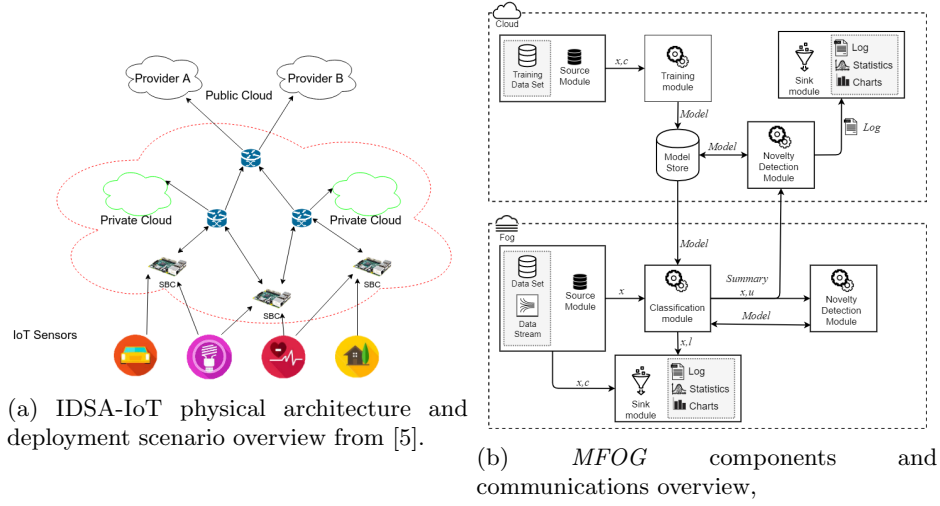 Provider A
Provider B
Public Cloud
Private Cloud
Private Cloud
SBC
SBC
SBC
IoT Sensors
(a) IDSA-IoT physical architecture and
deployment scenario overview from [5].
Cloud
Training
Data Set
Source
Module
x,c
Training
module
Model
Model
Store
Model
Novelty
Detection
Module
Log
Sink
module
Log
Statistics
Charts
Model
Fog
Data Set
Data
Stream
Source
Module
x
Classification
module
Summary
x,u
Model
Novelty
Detection
Module
x,l
x,c
Sink
module
Log
Statistics
Charts
(b) MFOG components and
communications overview,